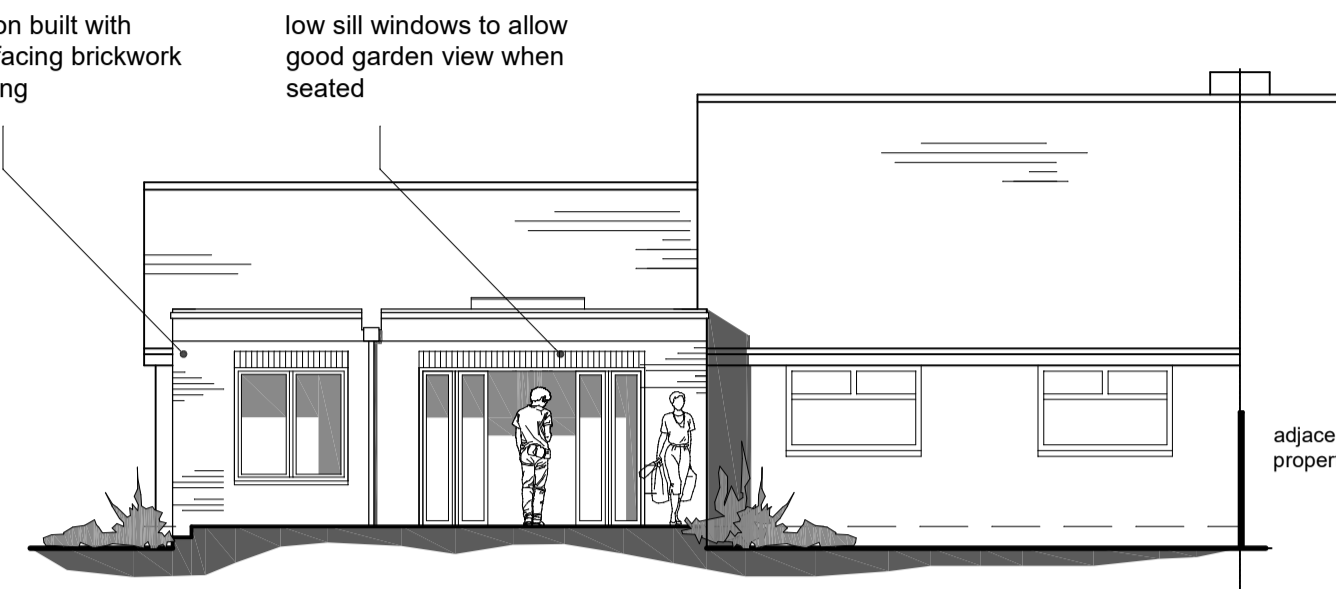 on built with
facing brickwork
ng
low sill windows to allow
good garden view when
seated
adjace
propert